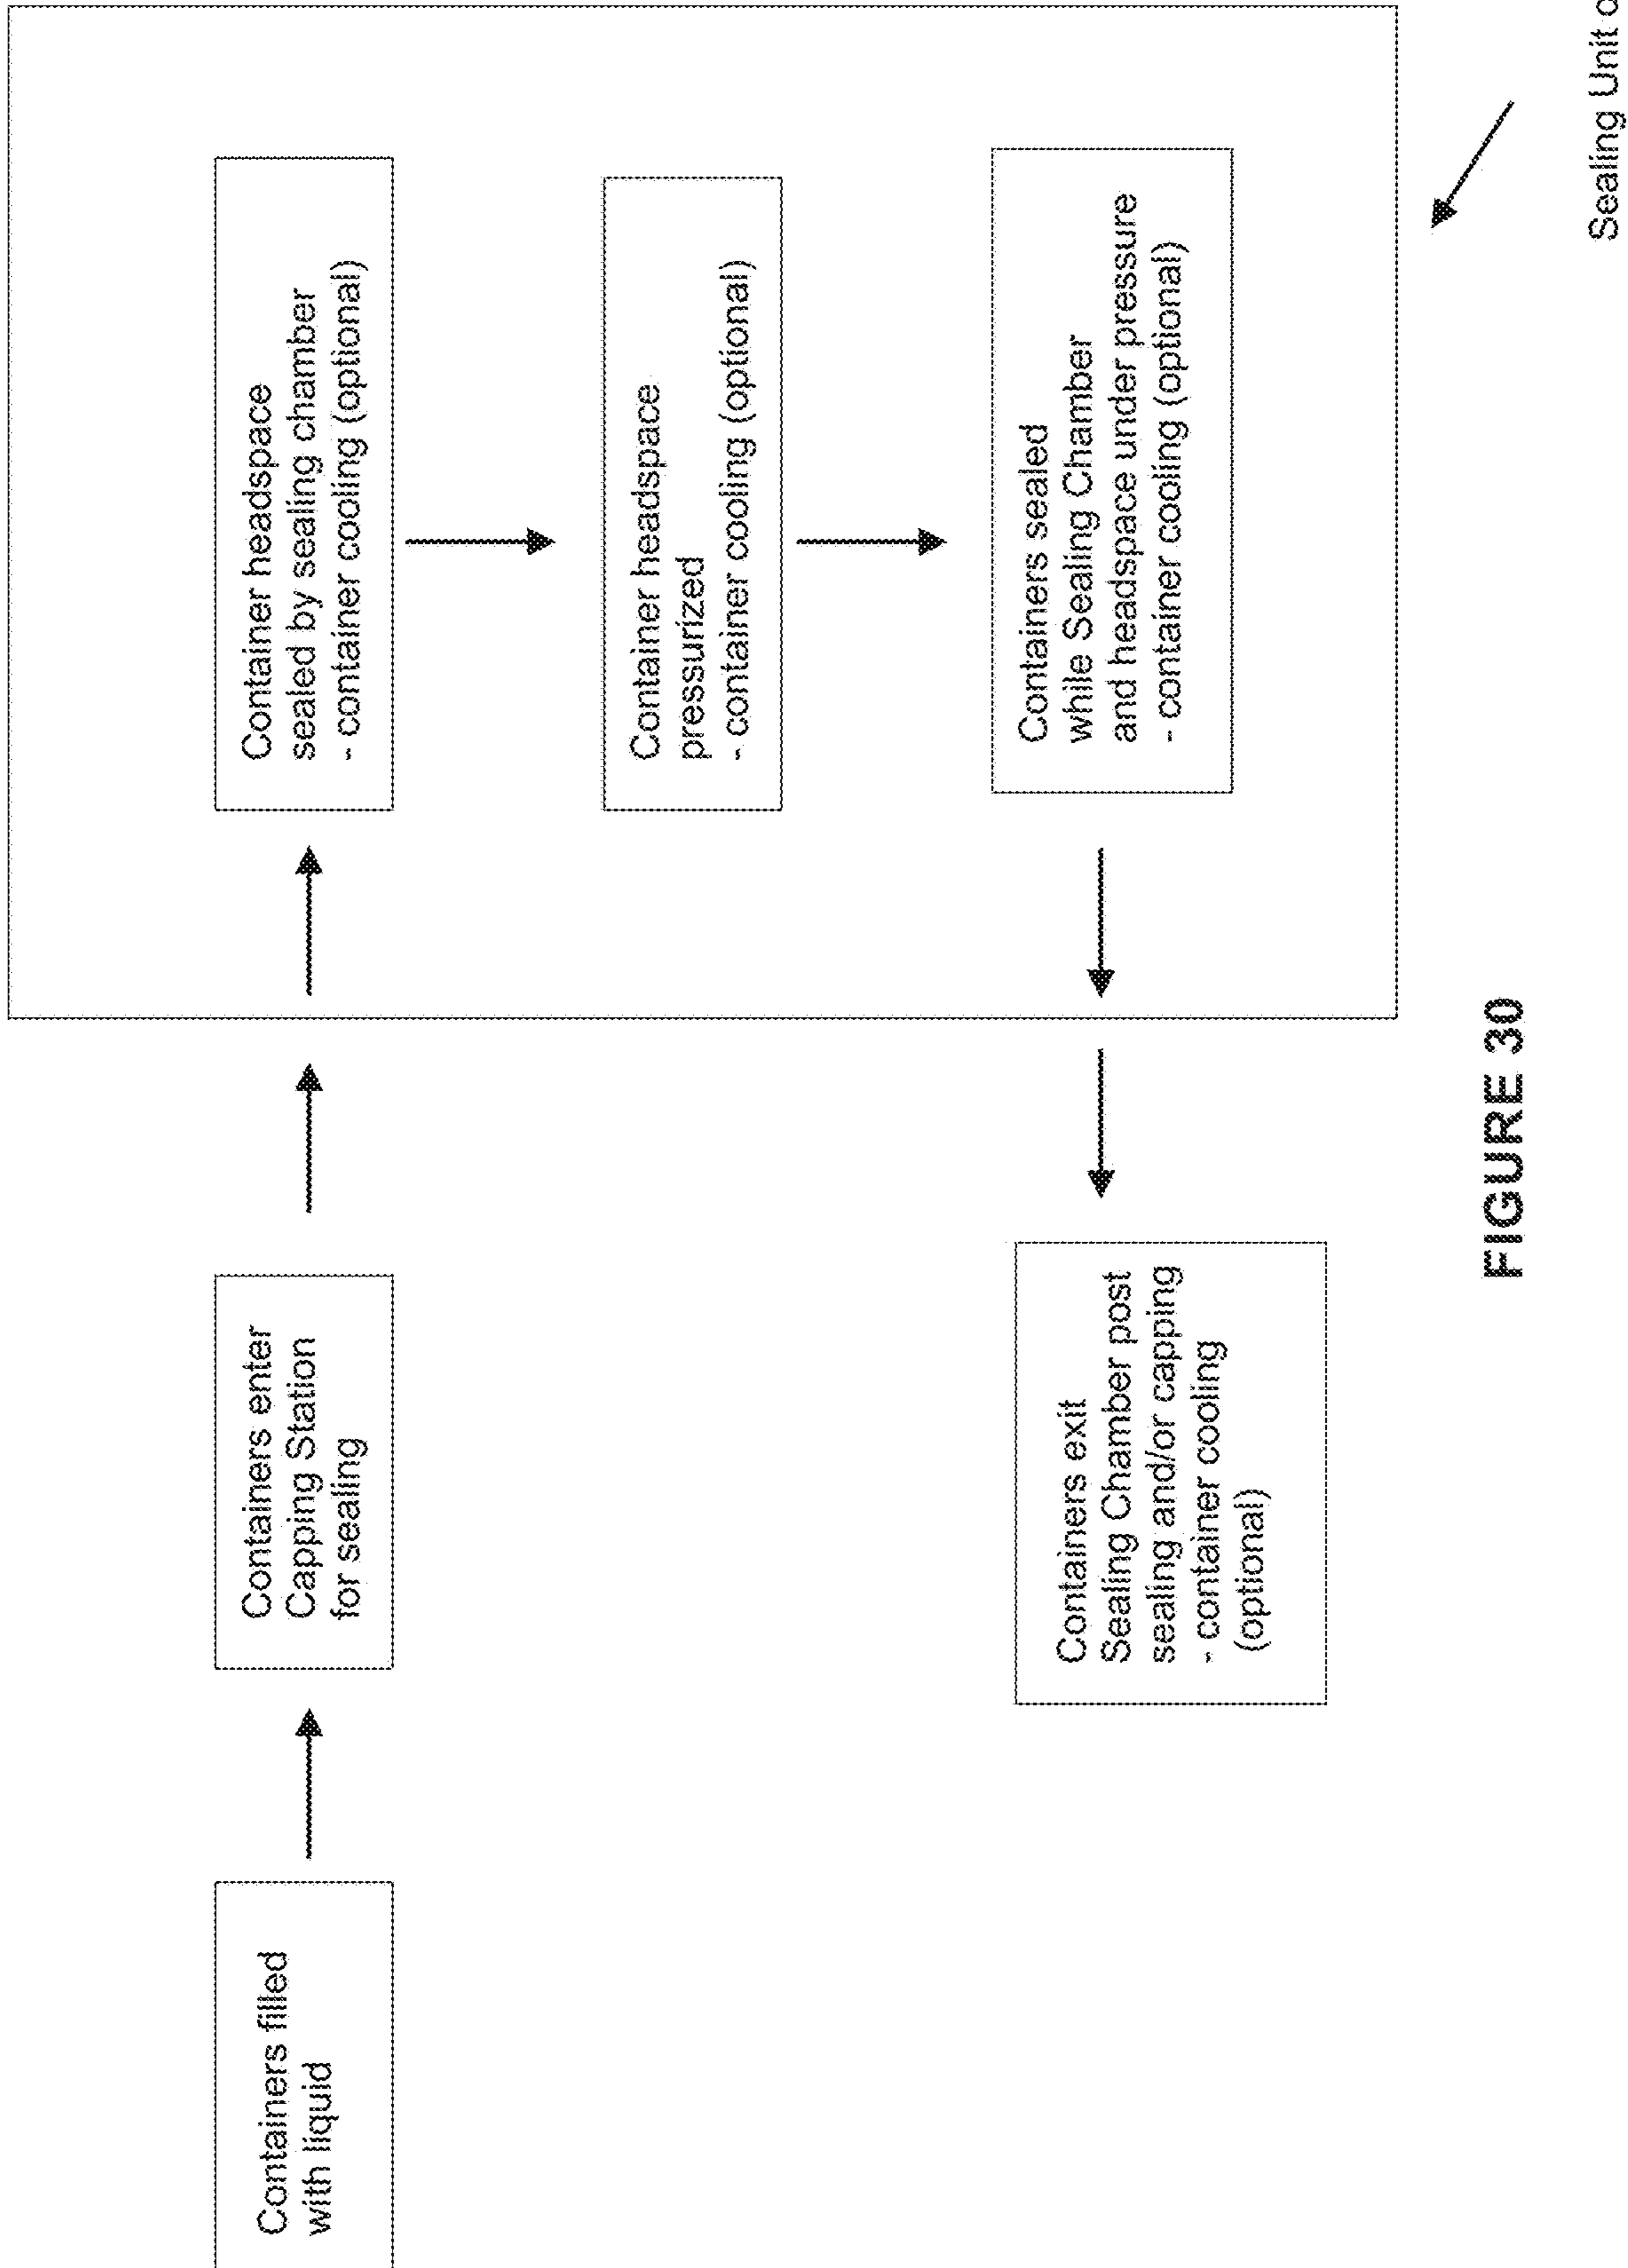 Containers filled
with liquid
Containers enter
Capping Station
for sealing
Container headspace
sealed by sealing chamber
- container cooling (optional)
Container headspace
pressurized
- container cooling (optional)
Containers sealed
while Sealing Chamber
and headspace under pressure
- container cooling (optional)
Containers exit
Sealing Chamber post
sealing and/or capping
- container cooling
(optional)
Sealing Unit
FIGURE 30